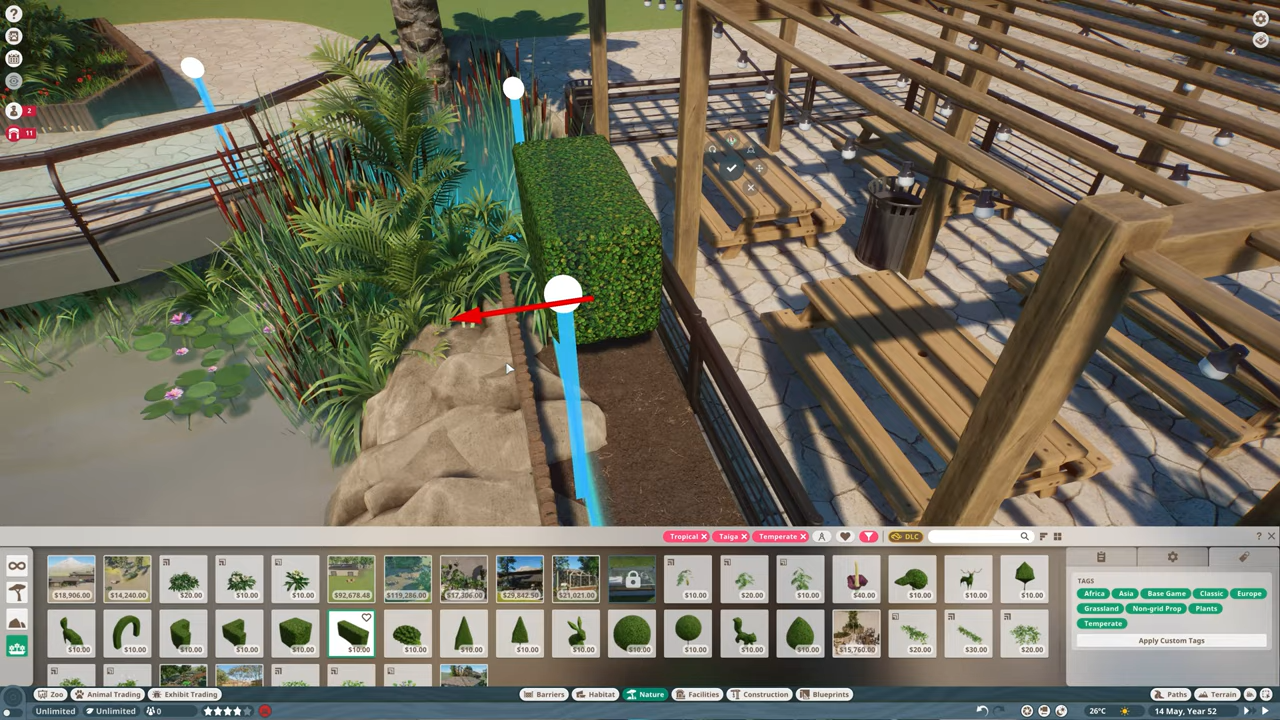 ?
2
11
Tropical ✕ Taiga ✕ Temperate ✕ DLC
? ✕
$18,906.00 $14,240.00 $20.00 $10.00 $10.00 $92,678.48 $119,286.00 $17,306.00 $29,842.50 $21,021.00 $10.00 $20.00 $10.00 $40.00 $10.00 $10.00 $10.00
$10.00 $10.00 $10.00 $10.00 $10.00 $10.00 $10.00 $10.00 $10.00 $10.00 $10.00 $10.00 $10.00 $10.00 $15,760.00 $20.00 $30.00 $20.00
TAGS
Africa Asia Base Game Classic Europe
Grassland Non-grid Prop Plants
Temperate
Apply Custom Tags
Zoo Animal Trading Exhibit Trading Barriers Habitat Nature Facilities Construction Blueprints Paths Terrain
Unlimited Unlimited 0 26°C 14 May, Year 52